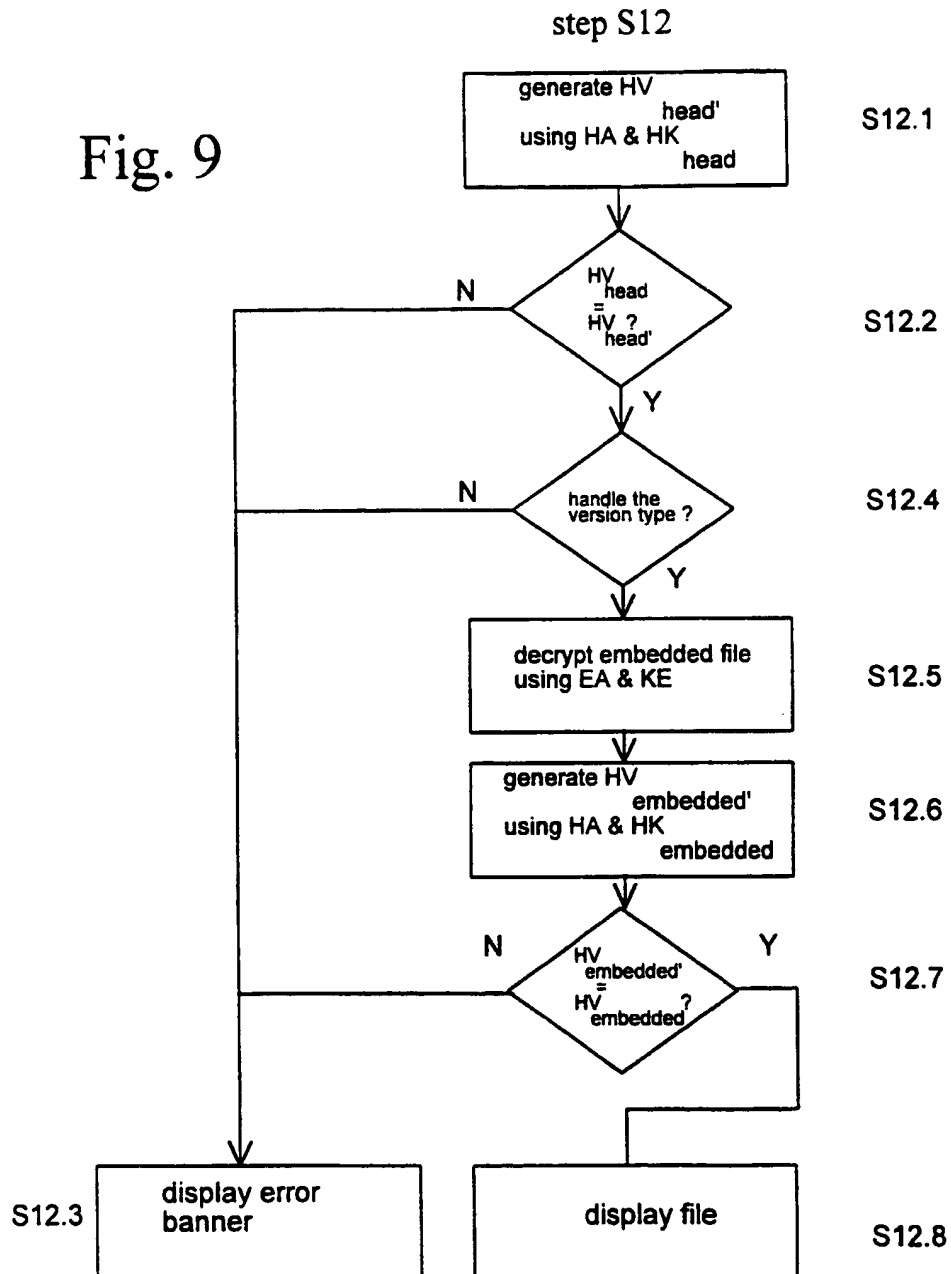 step S12
Fig. 9
generate HV
head'
using HA & HK
head
S12.1
N
HV
head
=
HV ?
head'
S12.2
Y
N
handle the
version type ?
S12.4
Y
decrypt embedded file
using EA & KE
S12.5
generate HV
embedded'
using HA & HK
embedded
S12.6
N
HV
embedded'
=
HV ?
embedded
Y
S12.7
S12.3
display error
banner
display file
S12.8